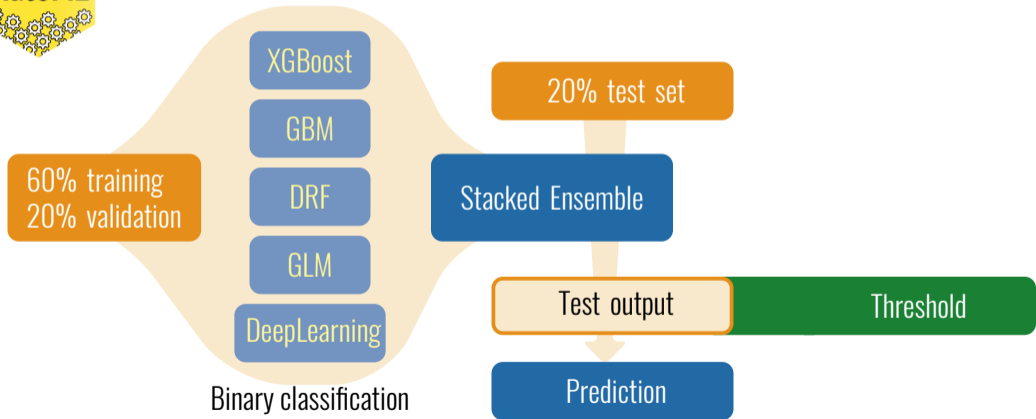 XGBoost
GBM
DRF
GLM
DeepLearning
Binary classification
60% training
20% validation
20% test set
Stacked Ensemble
Test output
Threshold
Prediction